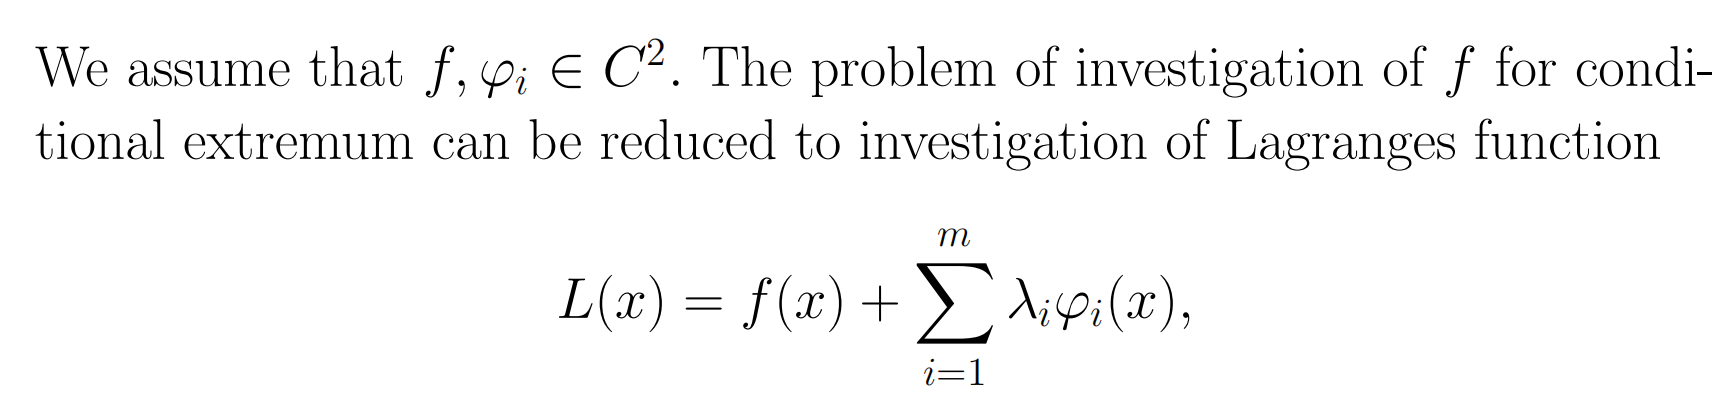 We assume that f, φᵢ ∈ C². The problem of investigation of f for condi-
tional extremum can be reduced to investigation of Lagranges function
L(x) = f(x) + ∑_{i=1}^{m} λᵢφᵢ(x),